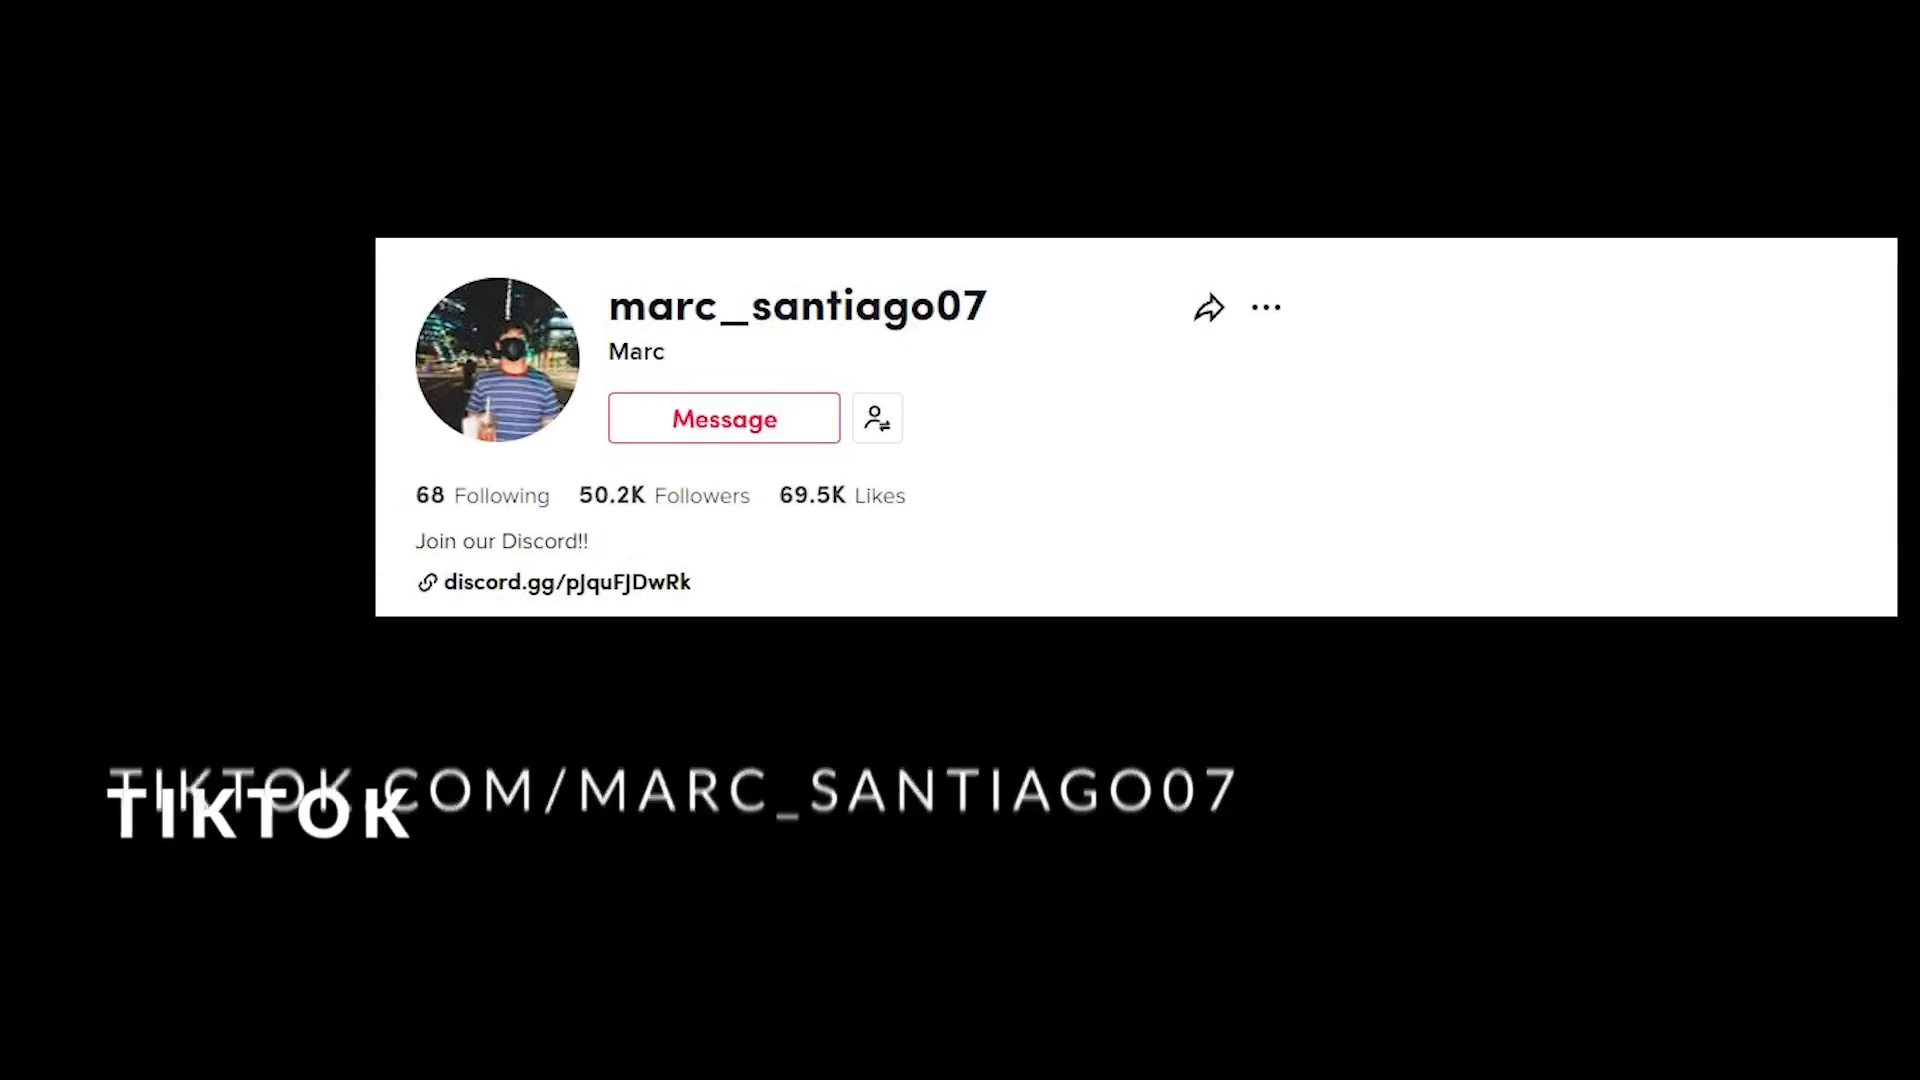 marc_santiago07
Marc
Message
68 Following 50.2K Followers 69.5K Likes
Join our Discord!!
discord.gg/pJquFJDwRk
TIKTOK.COM/MARC_SANTIAGO07
TIKTOK